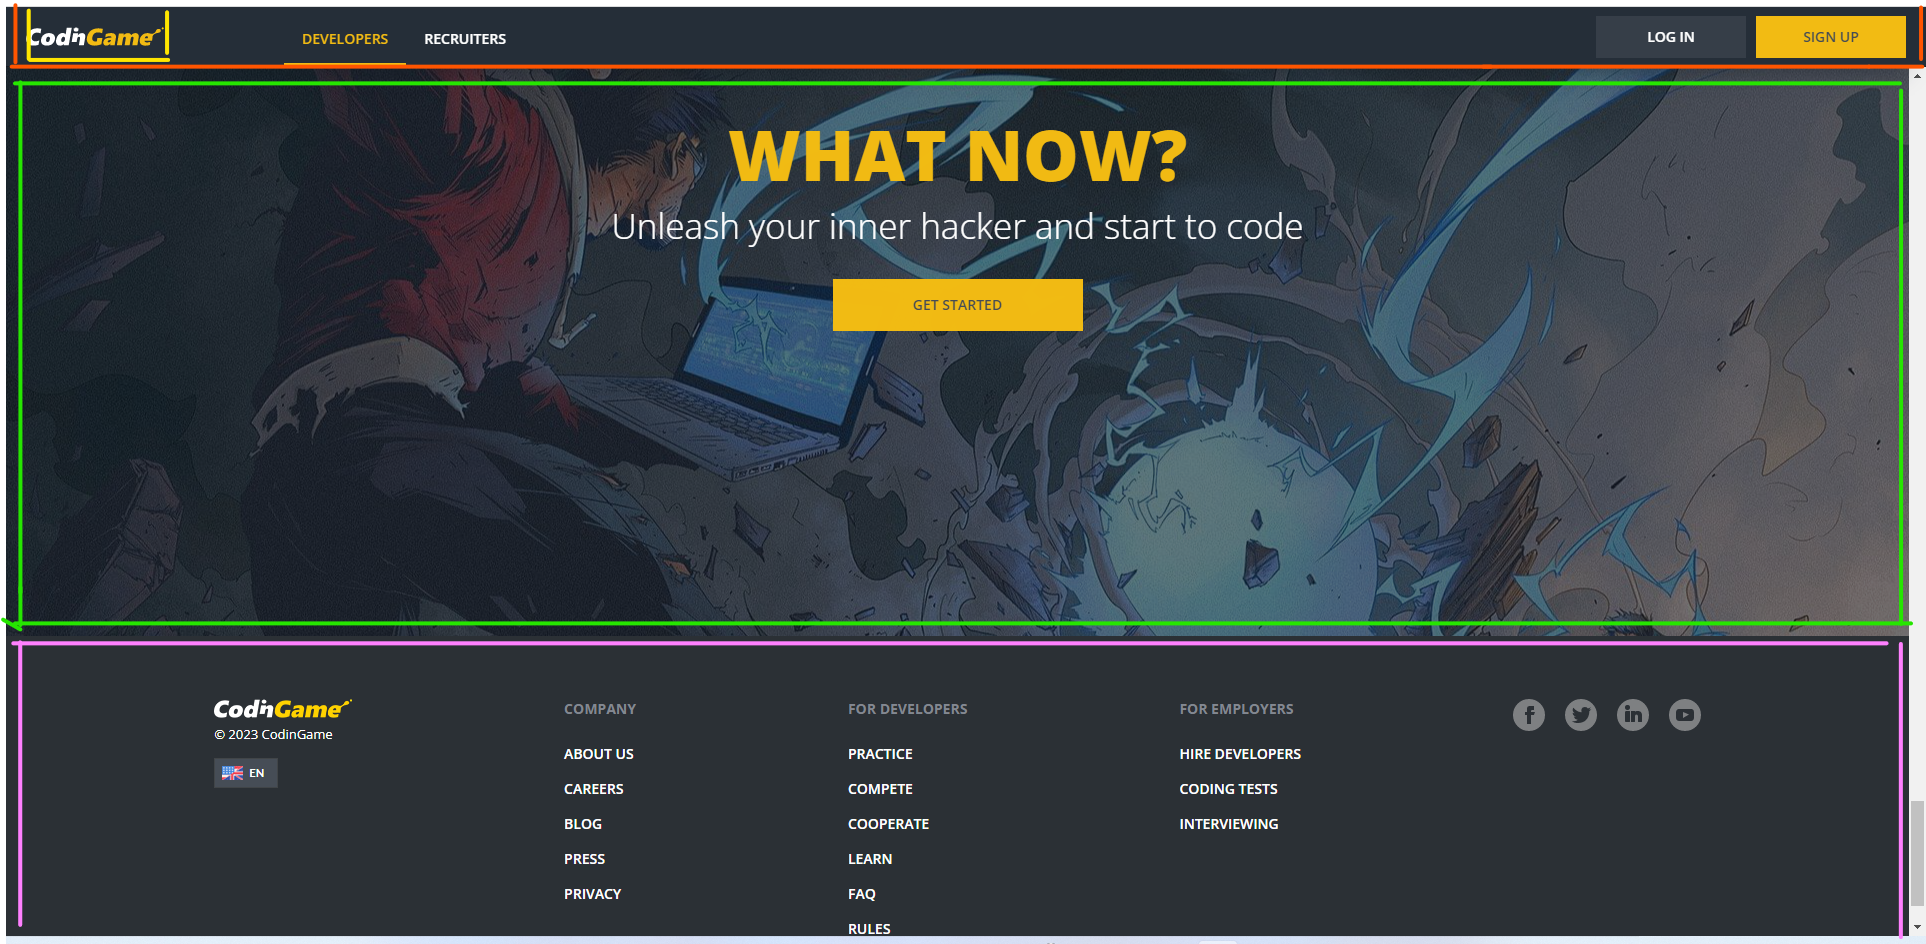 CodinGame
DEVELOPERS
RECRUITERS
LOG IN
SIGN UP
WHAT NOW?
Unleash your inner hacker and start to code
GET STARTED
CodinGame
© 2023 CodinGame
EN
COMPANY
ABOUT US
CAREERS
BLOG
PRESS
PRIVACY
FOR DEVELOPERS
PRACTICE
COMPETE
COOPERATE
LEARN
FAQ
RULES
FOR EMPLOYERS
HIRE DEVELOPERS
CODING TESTS
INTERVIEWING